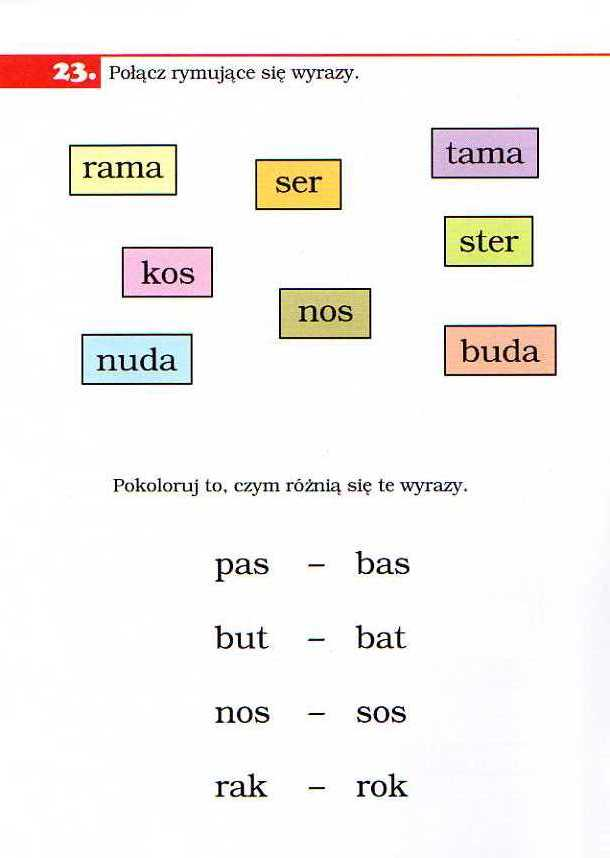 23. Połącz rymujące się wyrazy.
rama
ser
tama
kos
ster
nos
nuda
buda
Pokoloruj to, czym różnią się te wyrazy.
pas – bas
but – bat
nos – sos
rak – rok